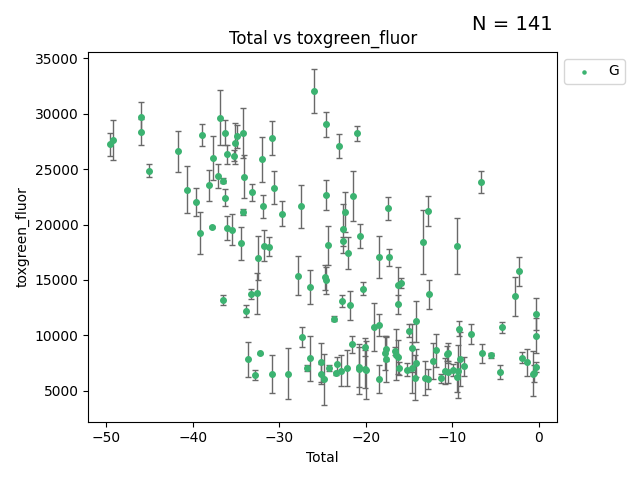 N = 141
Total vs toxgreen_fluor
G
35000
30000
25000
20000
15000
10000
5000
toxgreen_fluor
−50 −40 −30 −20 −10 0
Total